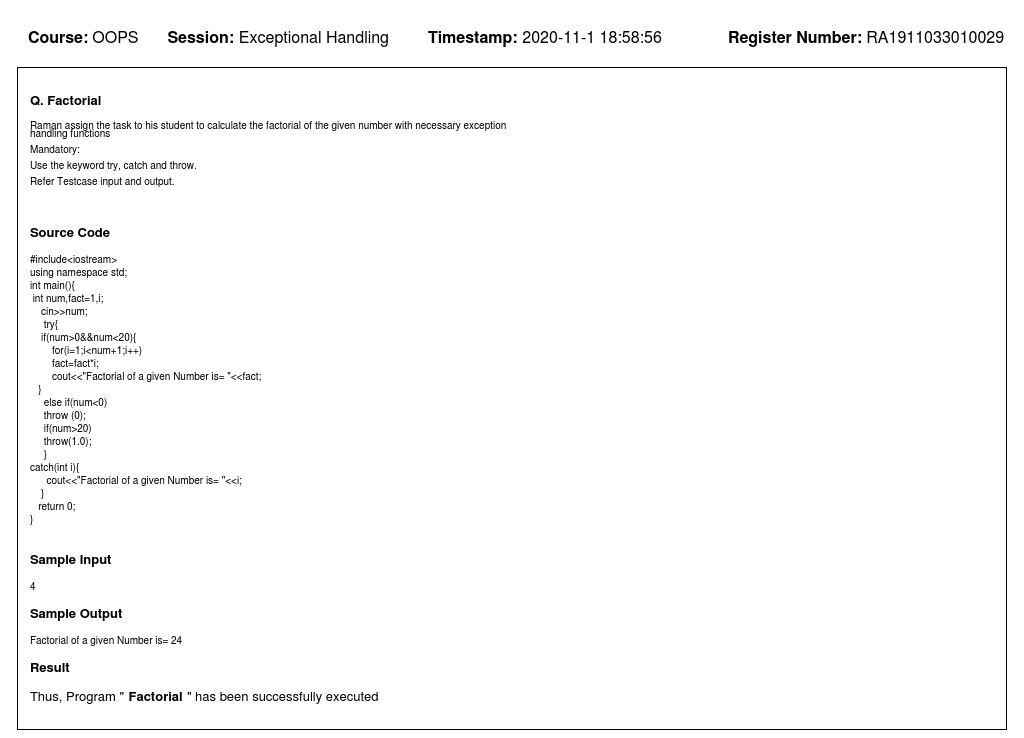 Course: OOPS Session: Exceptional Handling Timestamp: 2020-11-1 18:58:56 Register Number: RA1911033010029
Q. Factorial
Raman assign the task to his student to calculate the factorial of the given number with necessary exception
handling functions
Mandatory:
Use the keyword try, catch and throw.
Refer Testcase input and output.
Source Code
#include<iostream>
using namespace std;
int main(){
int num,fact=1,i;
cin>>num;
try{
if(num>0&&num<20){
for(i=1;i<num+1;i++)
fact=fact*i;
cout<<"Factorial of a given Number is= "<<fact;
}
else if(num<0)
throw (0);
if(num>20)
throw(1.0);
}
catch(int i){
cout<<"Factorial of a given Number is= "<<i;
}
return 0;
}
Sample Input
4
Sample Output
Factorial of a given Number is= 24
Result
Thus, Program " Factorial " has been successfully executed